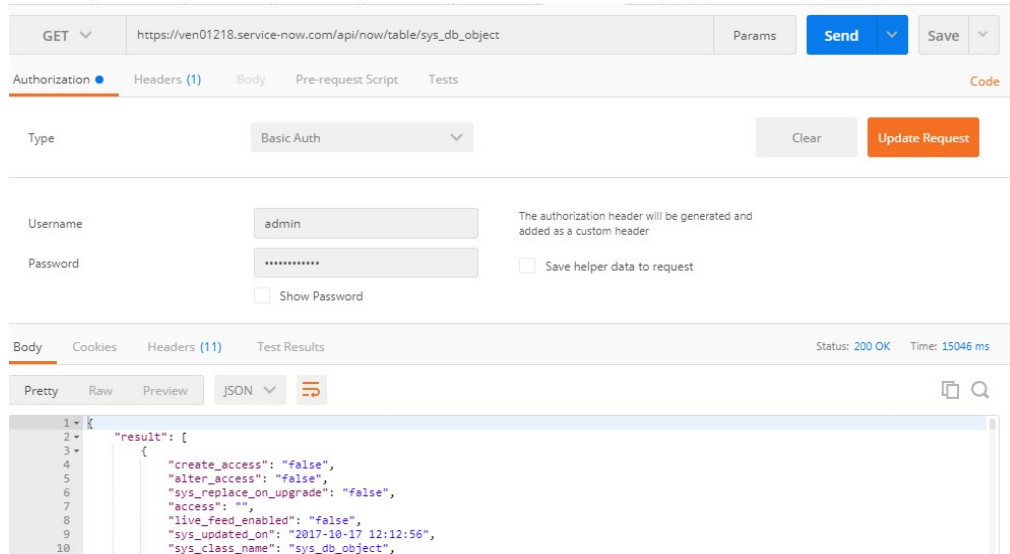 GET https://ven01218.service-now.com/api/now/table/sys_db_object Params Send Save
Authorization Headers (1) Body Pre-request Script Tests Code
Type Basic Auth Clear Update Request
Username admin
The authorization header will be generated and
added as a custom header
Password ••••••••••••
Save helper data to request
Show Password
Body Cookies Headers (11) Test Results Status: 200 OK Time: 15046 ms
Pretty Raw Preview JSON
1 {
2 "result": [
3 {
4 "create_access": "false",
5 "alter_access": "false",
6 "sys_replace_on_upgrade": "false",
7 "access": "",
8 "live_feed_enabled": "false",
9 "sys_updated_on": "2017-10-17 12:12:56",
10 "sys_class_name": "sys_db_object",